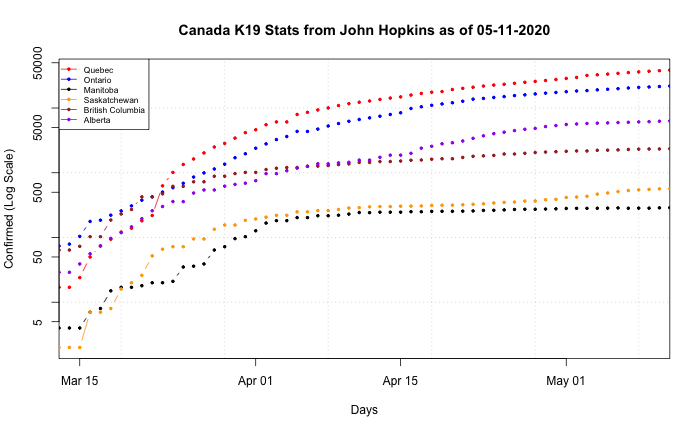 Canada K19 Stats from John Hopkins as of 05-11-2020
Confirmed (Log Scale)
50000
5000
500
50
5
Quebec
Ontario
Manitoba
Saskatchewan
British Columbia
Alberta
Mar 15
Apr 01
Apr 15
May 01
Days